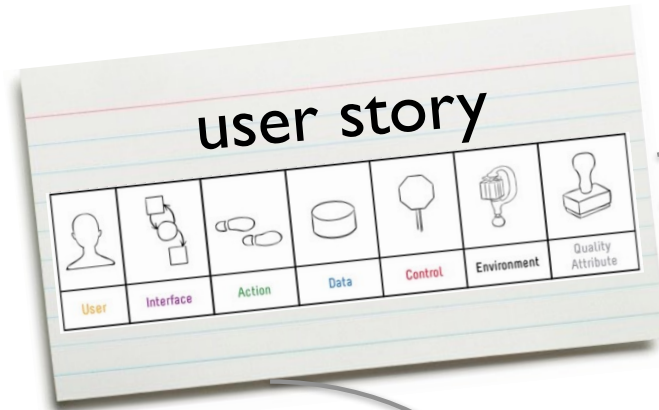 user story
User Interface Action Data Control Environment Quality Attribute